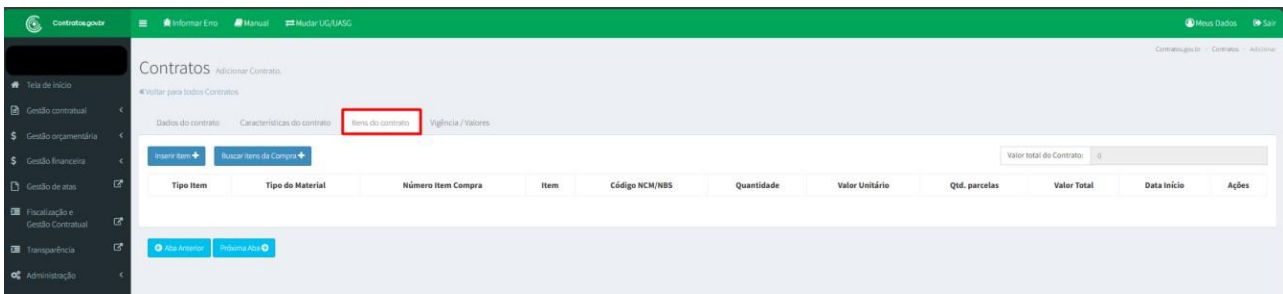 Contratos.gov.br
Informar Erro Manual Mudar UG/UASG
Meus Dados Sair
Contratos.gov.br Contratos Adicionar
Contratos Adicionar Contrato.
Voltar para todos Contratos
Tela de início
Gestão contratual
Gestão orçamentária
Gestão financeira
Gestão de atas
Fiscalização e
Gestão Contratual
Transparência
Administração
Dados do contrato Características do contrato Itens do contrato Vigência / Valores
Inserir Item Buscar itens da Compra Valor total do Contrato: 0
Tipo Item Tipo do Material Número Item Compra Item Código NCM/NBS Quantidade Valor Unitário Qtd. parcelas Valor Total Data Início Ações
Aba Anterior Próxima Aba